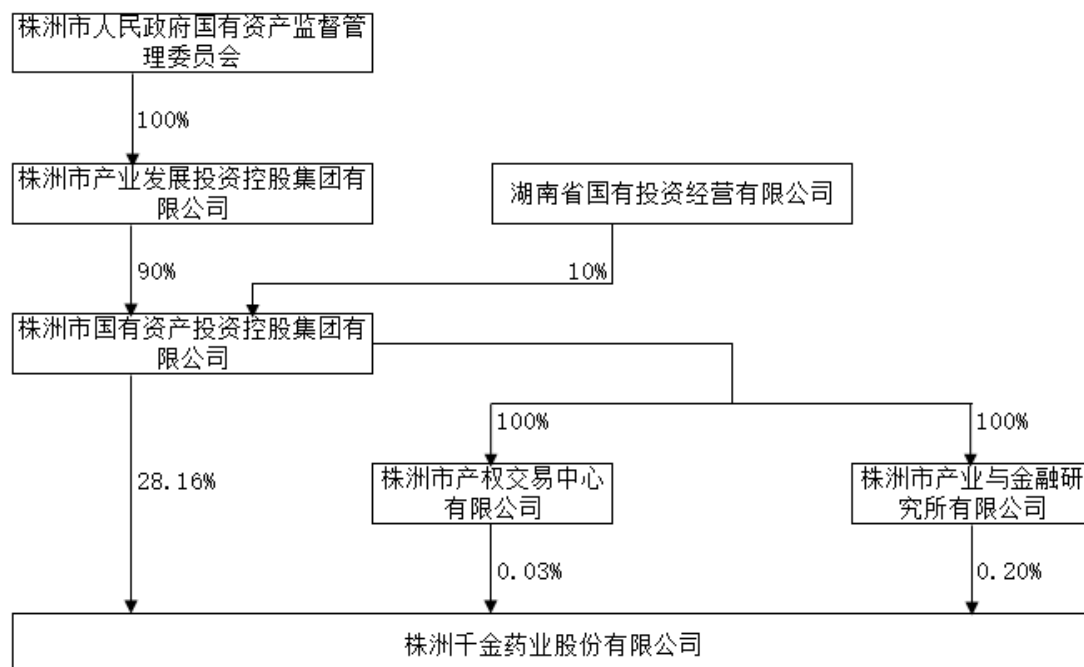 株洲市人民政府国有资产监督管
理委员会
100%
株洲市产业发展投资控股集团有
限公司
湖南省国有投资经营有限公司
90%
10%
株洲市国有资产投资控股集团有
限公司
100%
100%
28.16%
株洲市产权交易中心
有限公司
株洲市产业与金融研
究所有限公司
0.03%
0.20%
株洲千金药业股份有限公司